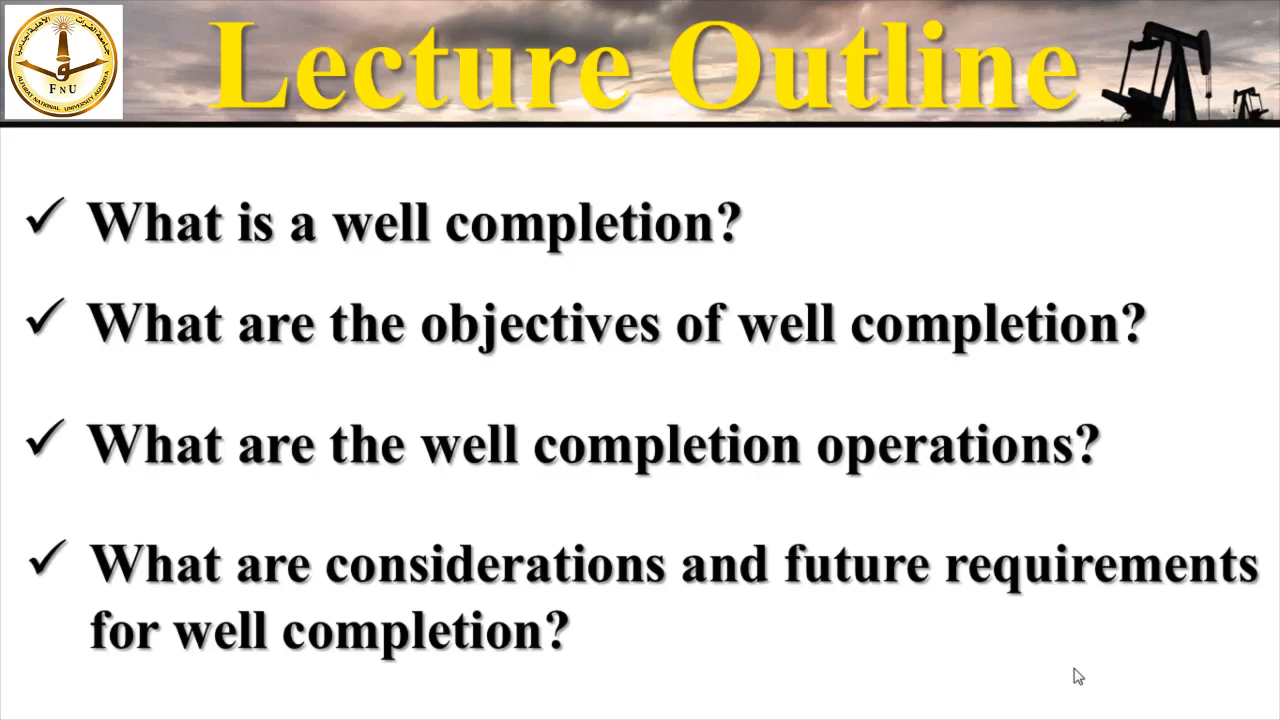 Lecture Outline
FNU
✓ What is a well completion?
✓ What are the objectives of well completion?
✓ What are the well completion operations?
✓ What are considerations and future requirements
for well completion?